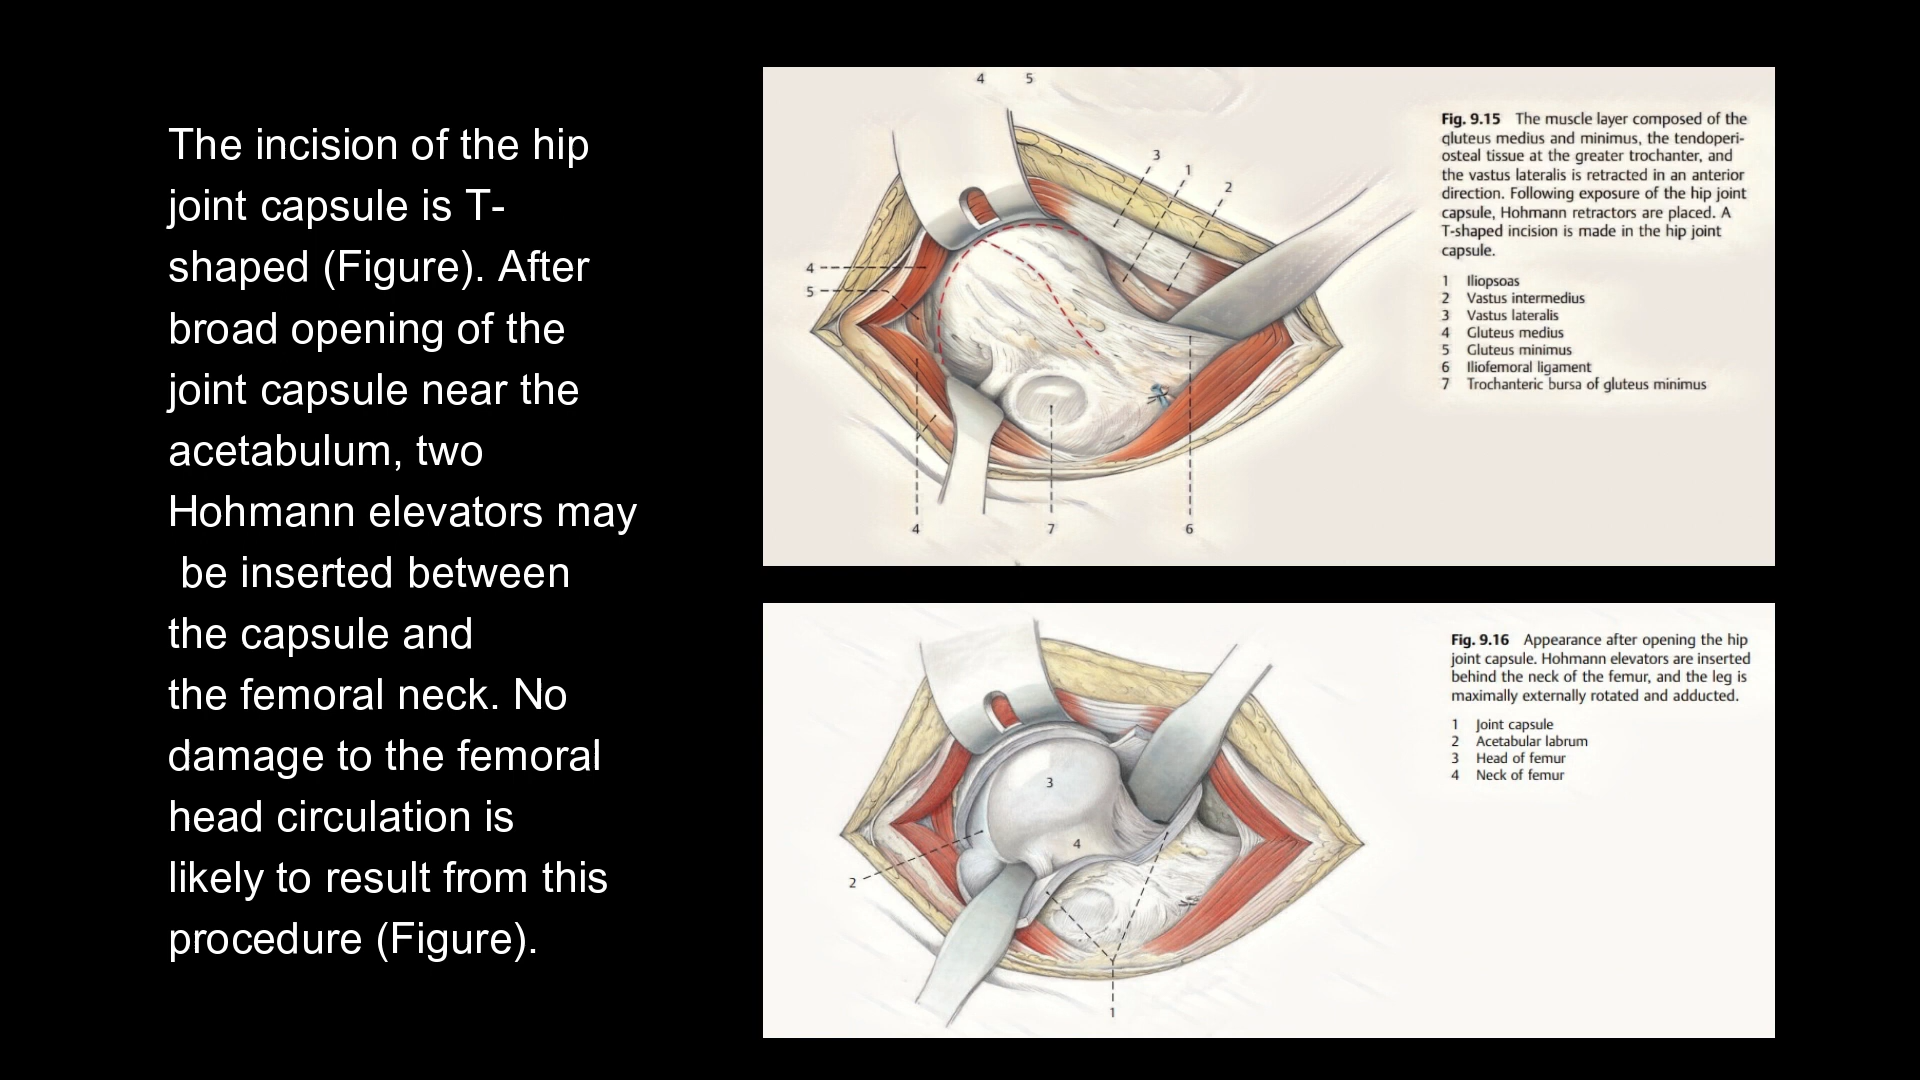 The incision of the hip
joint capsule is T-
shaped (Figure). After
broad opening of the
joint capsule near the
acetabulum, two
Hohmann elevators may
be inserted between
the capsule and
the femoral neck. No
damage to the femoral
head circulation is
likely to result from this
procedure (Figure).
4 5
3
1
2
4
5
4 7 6
Fig. 9.15 The muscle layer composed of the
gluteus medius and minimus, the tendoperi-
osteal tissue at the greater trochanter, and
the vastus lateralis is retracted in an anterior
direction. Following exposure of the hip joint
capsule, Hohmann retractors are placed. A
T-shaped incision is made in the hip joint
capsule.
1 Iliopsoas
2 Vastus intermedius
3 Vastus lateralis
4 Gluteus medius
5 Gluteus minimus
6 Iliofemoral ligament
7 Trochanteric bursa of gluteus minimus
3
4
2
1
Fig. 9.16 Appearance after opening the hip
joint capsule. Hohmann elevators are inserted
behind the neck of the femur, and the leg is
maximally externally rotated and adducted.
1 Joint capsule
2 Acetabular labrum
3 Head of femur
4 Neck of femur